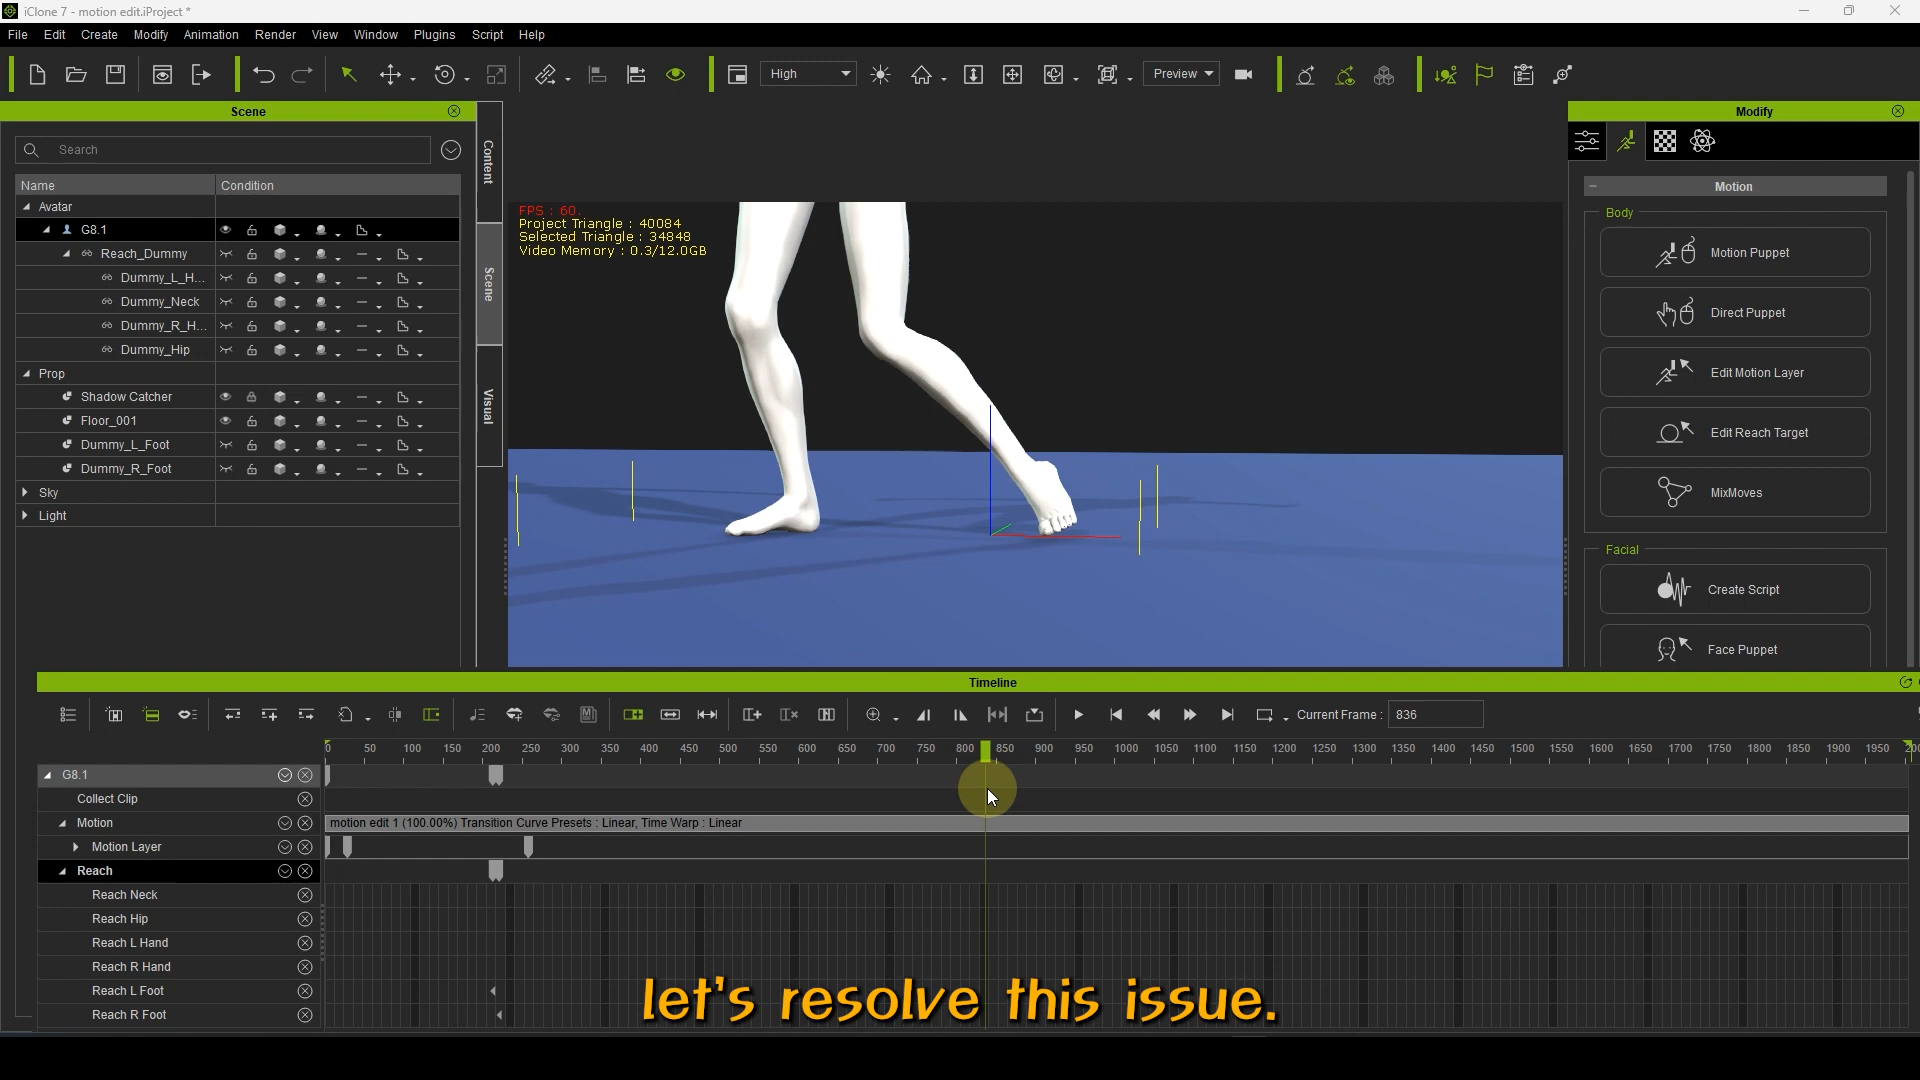 iClone 7 - motion edit.iProject *
File Edit Create Modify Animation Render View Window Plugins Script Help
High
Preview
Scene
Search
Name Condition
Avatar
G8.1
Reach_Dummy
Dummy_L_H...
Dummy_Neck
Dummy_R_H...
Dummy_Hip
Prop
Shadow Catcher
Floor_001
Dummy_L_Foot
Dummy_R_Foot
Sky
Light
Content
Scene
Visual
FPS : 60.
Project Triangle : 40084
Selected Triangle : 34848
Video Memory : 0.3/12.0GB
Modify
Motion
Body
Motion Puppet
Direct Puppet
Edit Motion Layer
Edit Reach Target
MixMoves
Facial
Create Script
Face Puppet
Timeline
Current Frame : 836
0 50 100 150 200 250 300 350 400 450 500 550 600 650 700 750 800 850 900 950 1000 1050 1100 1150 1200 1250 1300 1350 1400 1450 1500 1550 1600 1650 1700 1750 1800 1850 1900 1950
G8.1
Collect Clip
Motion
motion edit 1 (100.00%) Transition Curve Presets : Linear, Time Warp : Linear
Motion Layer
Reach
Reach Neck
Reach Hip
Reach L Hand
Reach R Hand
Reach L Foot
Reach R Foot
let's resolve this issue.